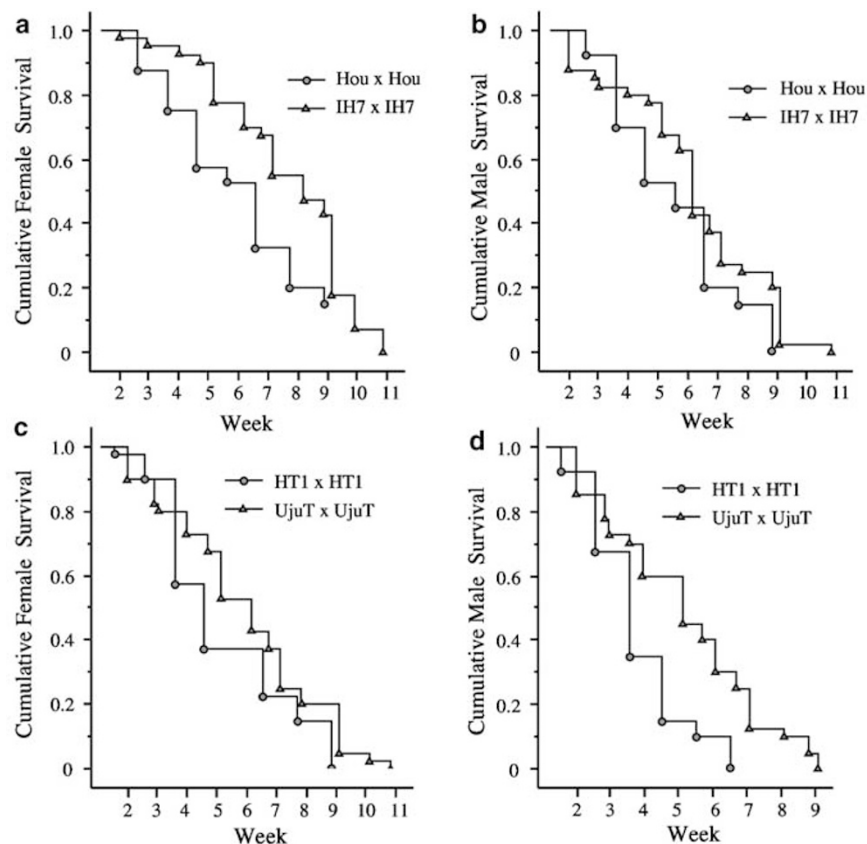 a
Cumulative Female Survival
1.0
0.8
0.6
0.4
0.2
0
Hou x Hou
IH7 x IH7
2 3 4 5 6 7 8 9 10 11
Week
b
Cumulative Male Survival
1.0
0.8
0.6
0.4
0.2
0
Hou x Hou
IH7 x IH7
2 3 4 5 6 7 8 9 10 11
Week
c
Cumulative Female Survival
1.0
0.8
0.6
0.4
0.2
0
HT1 x HT1
UjuT x UjuT
2 3 4 5 6 7 8 9 10 11
Week
d
Cumulative Male Survival
1.0
0.8
0.6
0.4
0.2
0
HT1 x HT1
UjuT x UjuT
2 3 4 5 6 7 8 9
Week